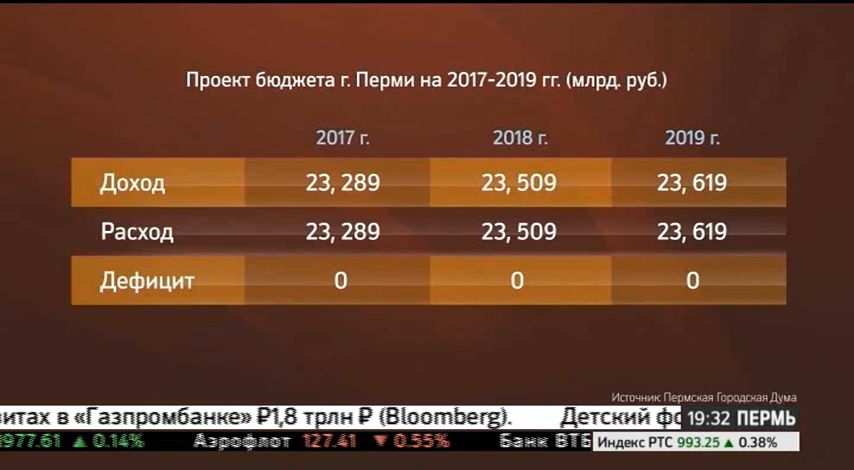 Проект бюджета г. Перми на 2017-2019 гг. (млрд. руб.)
2017 г. 2018 г. 2019 г.
Доход 23, 289 23, 509 23, 619
Расход 23, 289 23, 509 23, 619
Дефицит 0 0 0
Источник: Пермская Городская Дума
в «Газпромбанке» ₽1,8 трлн ₽ (Bloomberg). Детский 19:32 ПЕРМЬ
1977.61 ▲ 0.14% Аэрофлот 127.41 ▼ 0.55% Банк ВТБ Индекс РТС 993.25 ▲ 0.38%